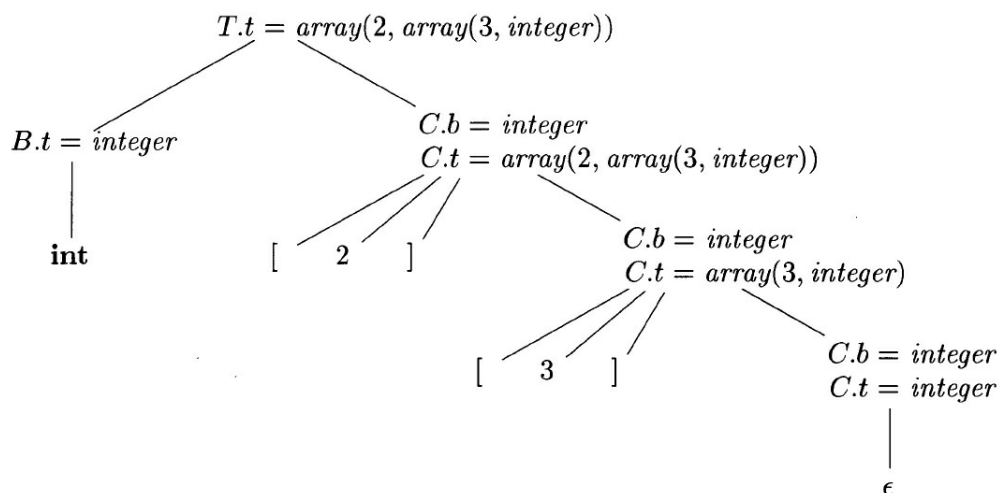 T.t = array(2, array(3, integer))
C.b = integer
B.t = integer
C.t = array(2, array(3, integer))
C.b = integer
int
[ 2 ]
C.t = array(3, integer)
C.b = integer
[ 3 ]
C.t = integer
ϵ